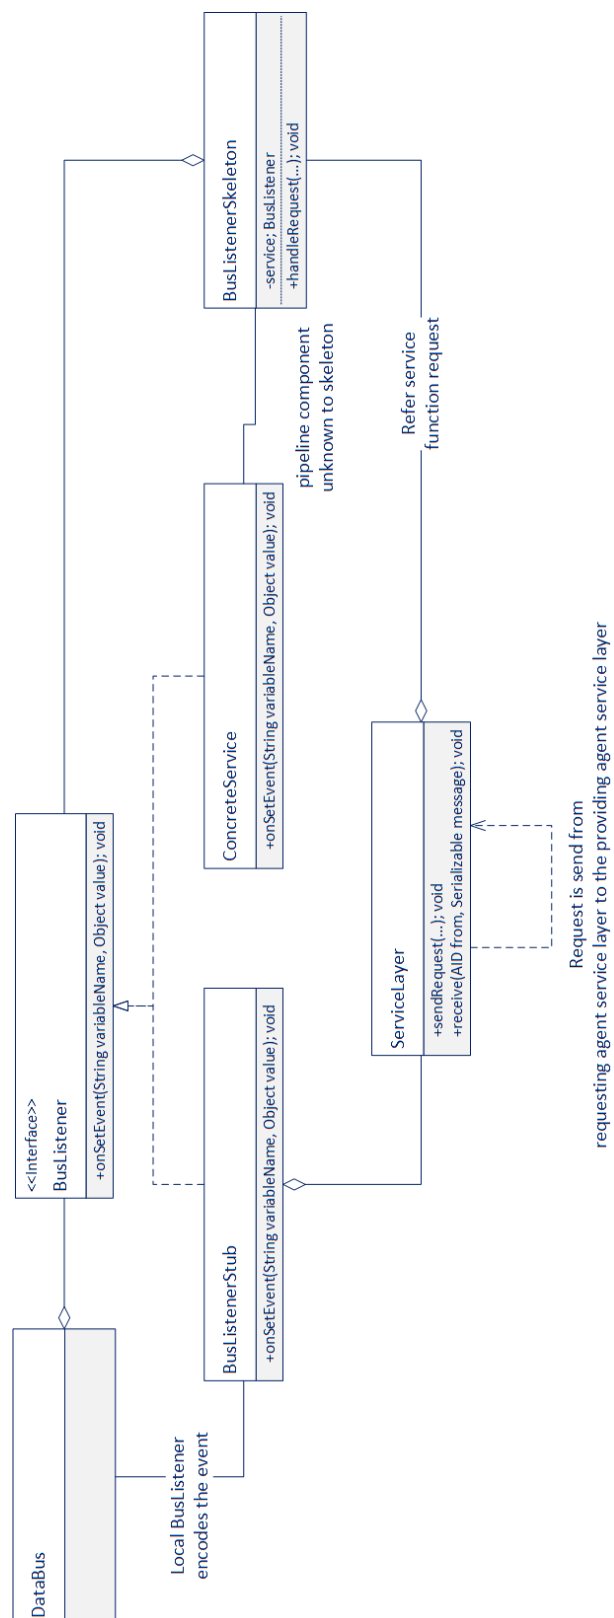 DataBus
Local BusListener
encodes the event
<<Interface>>
BusListener
+onSetEvent(String variableName, Object value); void
BusListenerStub
+onSetEvent(String variableName, Object value); void
ConcreteService
+onSetEvent(String variableName, Object value); void
BusListenerSkeleton
-service; BusListener
+handleRequest(...); void
pipeline component
unknown to skeleton
ServiceLayer
+sendRequest(...); void
+receive(AID from, Serializable message); void
Refer service
function request
Request is send from
requesting agent service layer to the providing agent service layer